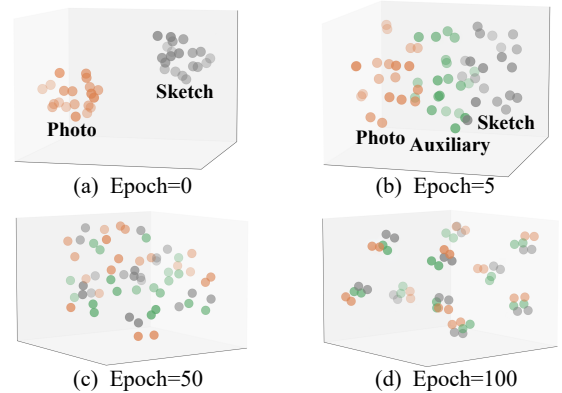 Sketch
Photo
(a) Epoch=0
Sketch
Photo
Auxiliary
(b) Epoch=5
(c) Epoch=50
(d) Epoch=100